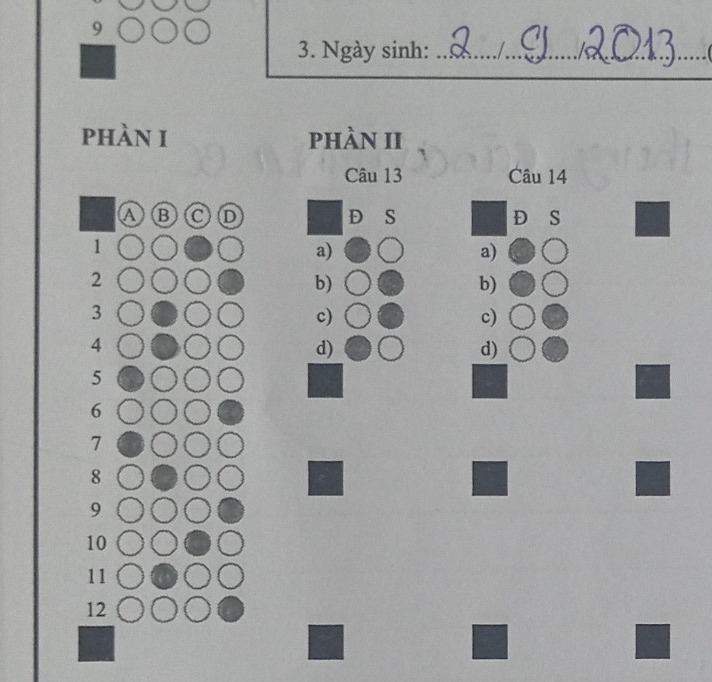 9
3. Ngày sinh: 2 / 9 / 2013
PHẦN I
PHẦN II
Câu 13
Câu 14
A B C D
Đ S
Đ S
1
a)
a)
2
b)
b)
3
c)
c)
4
d)
d)
5
6
7
8
9
10
11
12